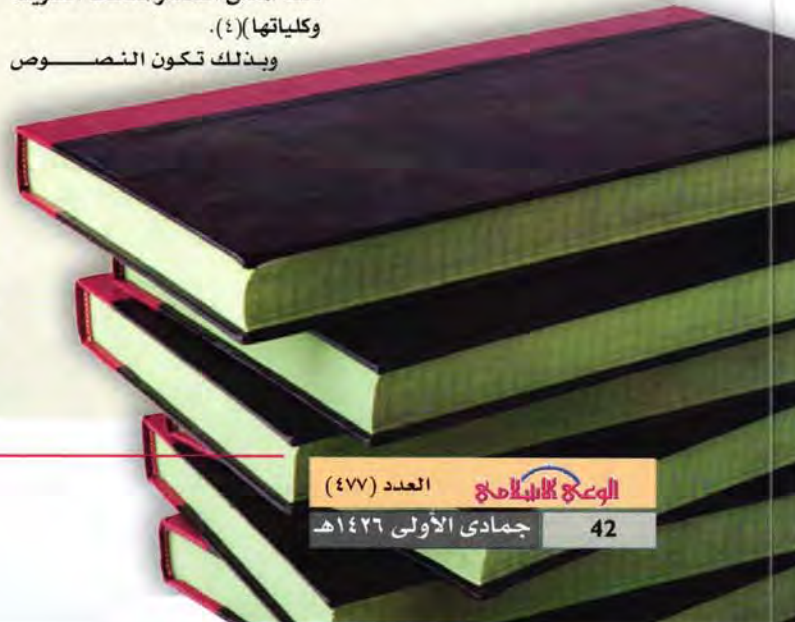 وكلياتها)(٤).
وبذلك تكون النصـــــوص
الوعي الإسلامي العدد (٤٧٧)
42 جمادى الأولى ١٤٢٦هـ